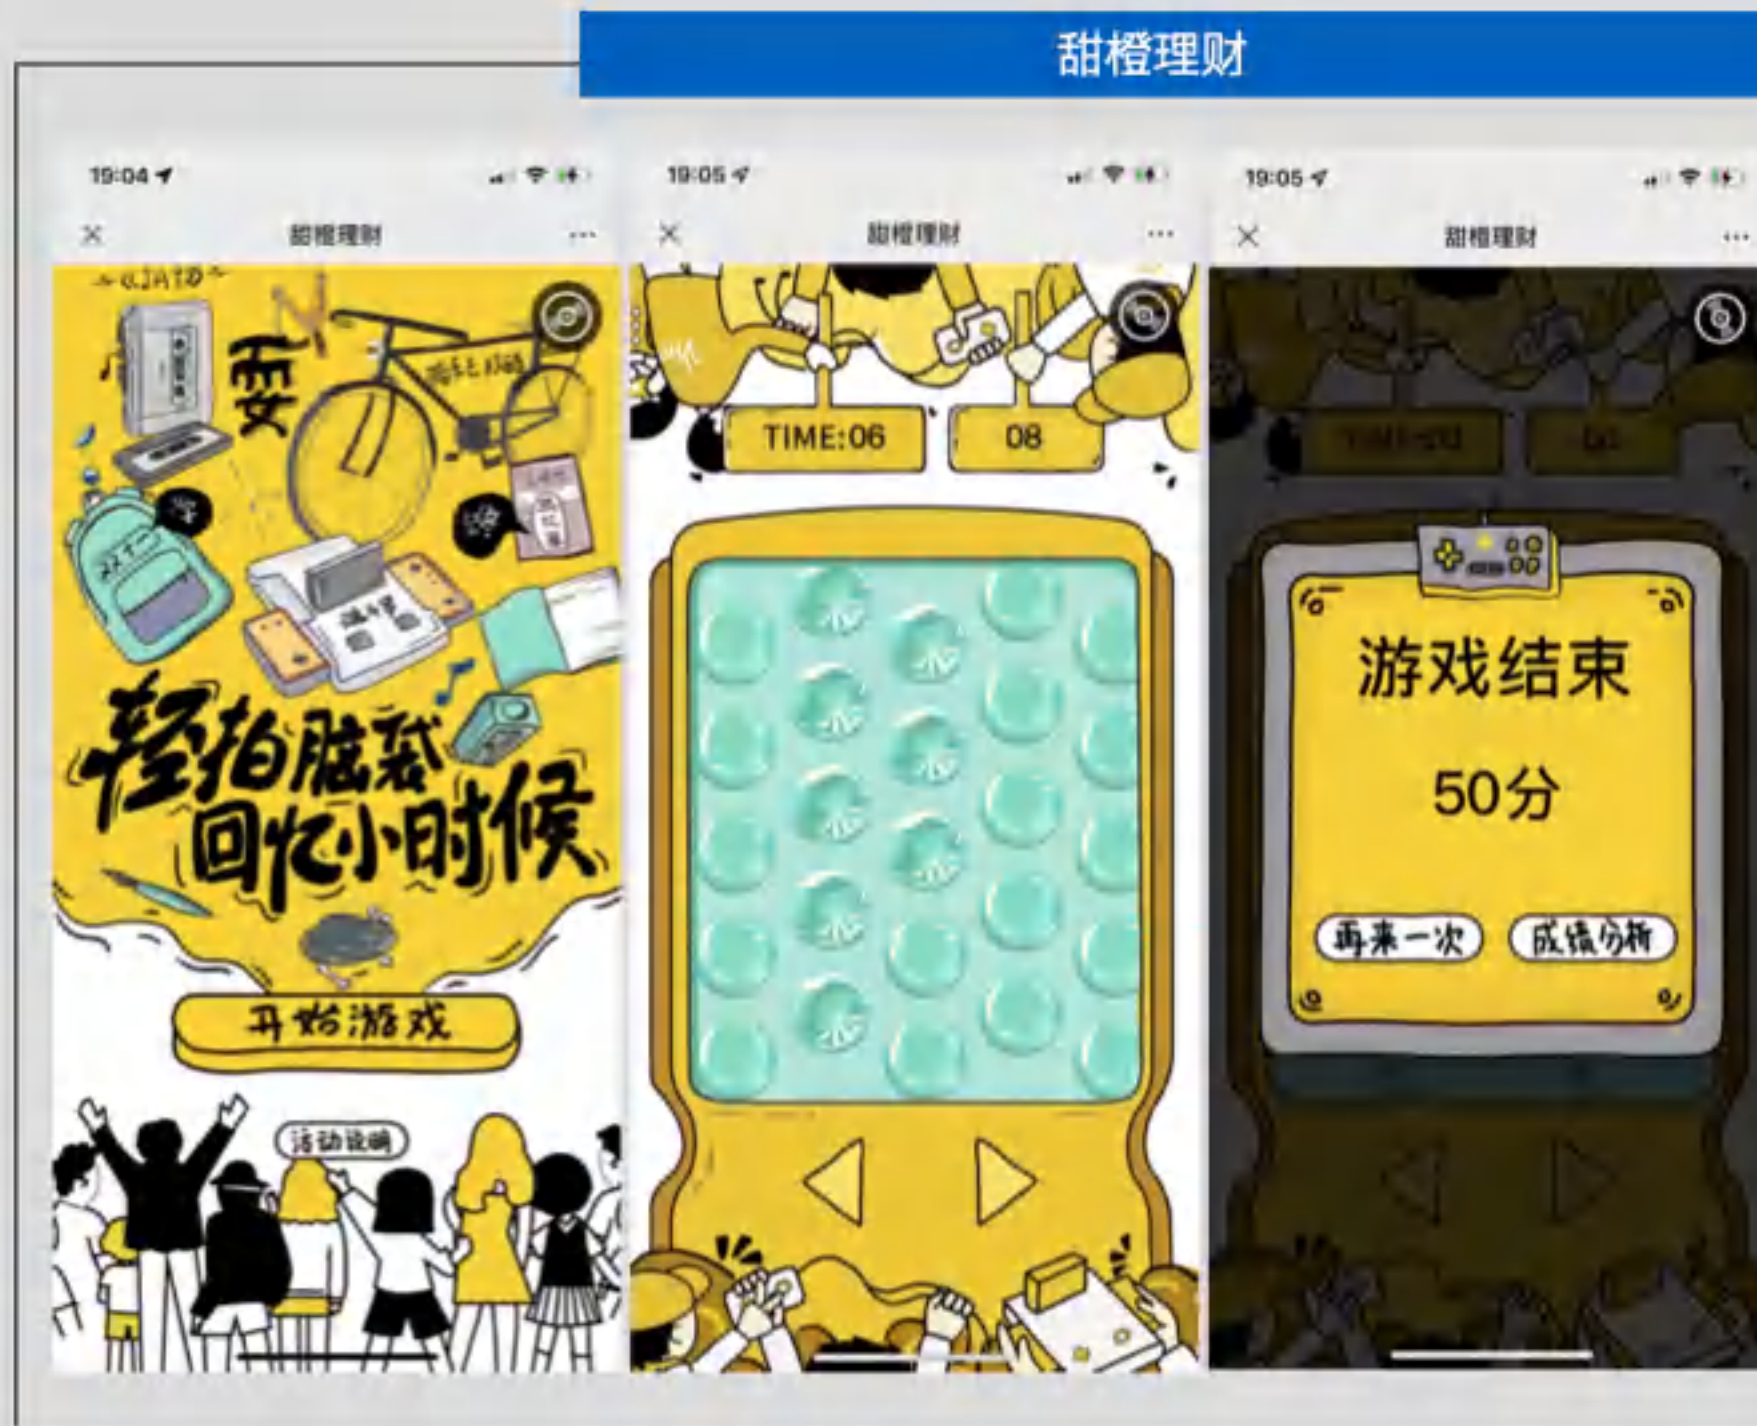 甜橙理财
19:04
甜橙理财
耍
轻拍脑袋
回忆小时候
开始游戏
活动说明
19:05
甜橙理财
TIME:06
08
19:05
甜橙理财
游戏结束
50分
再来一次
成绩分析